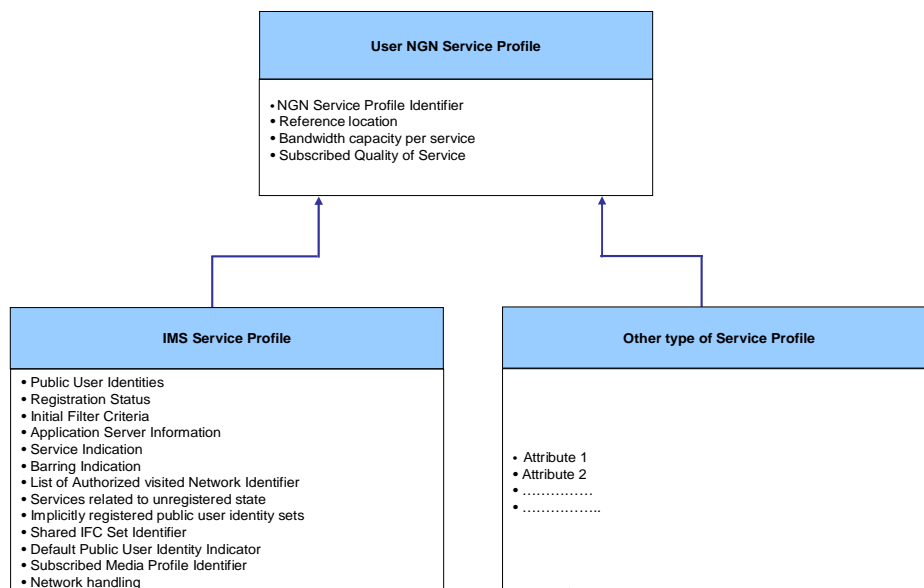 User NGN Service Profile
• NGN Service Profile Identifier
• Reference location
• Bandwidth capacity per service
• Subscribed Quality of Service
IMS Service Profile
• Public User Identities
• Registration Status
• Initial Filter Criteria
• Application Server Information
• Service Indication
• Barring Indication
• List of Authorized visited Network Identifier
• Services related to unregistered state
• Implicitly registered public user identity sets
• Shared IFC Set Identifier
• Default Public User Identity Indicator
• Subscribed Media Profile Identifier
• Network handling
Other type of Service Profile
• Attribute 1
• Attribute 2
• ……………
• ……………..